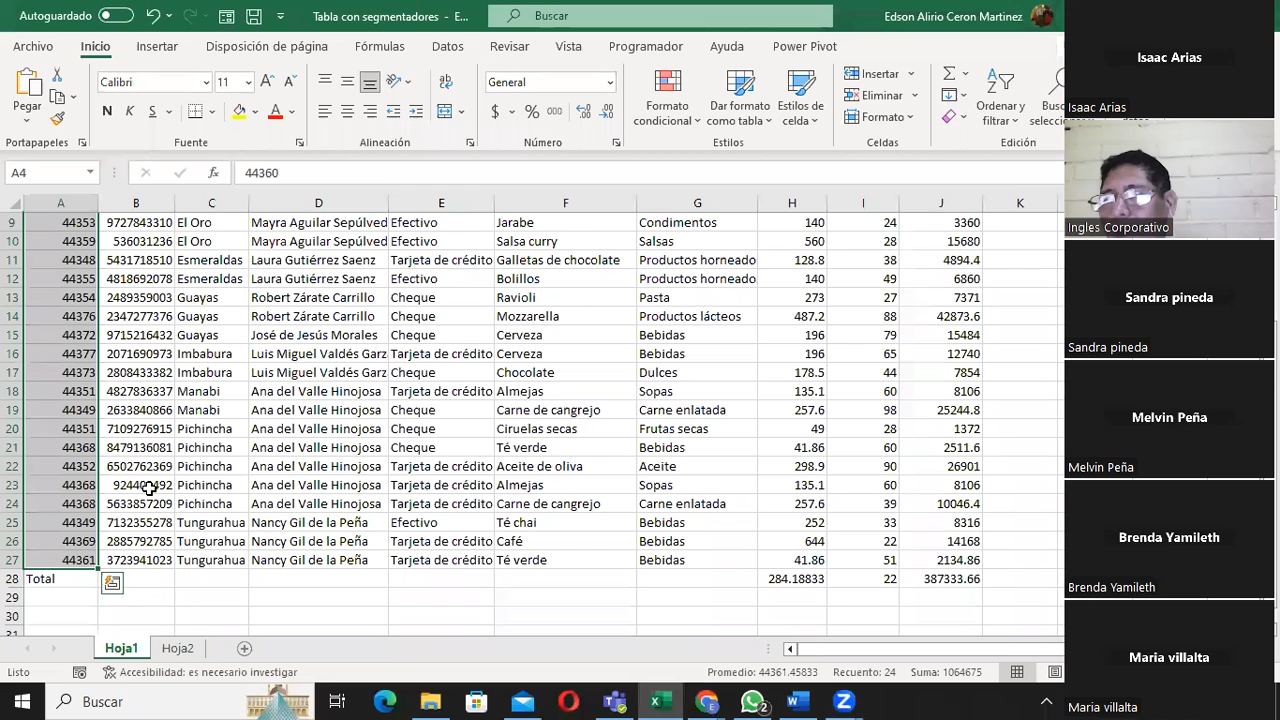 Autoguardado Tabla con segmentadores - E... Buscar Edson Alirio Ceron Martinez
Archivo Inicio Insertar Disposición de página Fórmulas Datos Revisar Vista Programador Ayuda Power Pivot
Pegar Calibri 11 General Formato condicional Dar formato como tabla Estilos de celda Insertar Eliminar Formato Ordenar y filtrar
N K S
Portapapeles Fuente Alineación Número Estilos Celdas Edición
A4 fx 44360
A B C D E F G H I J K
9 44353 9727843310 El Oro Mayra Aguilar Sepúlved Efectivo Jarabe Condimentos 140 24 3360
10 44359 536031236 El Oro Mayra Aguilar Sepúlved Efectivo Salsa curry Salsas 560 28 15680
11 44348 5431718510 Esmeraldas Laura Gutiérrez Saenz Tarjeta de crédito Galletas de chocolate Productos horneado 128.8 38 4894.4
12 44355 4818692078 Esmeraldas Laura Gutiérrez Saenz Efectivo Bolillos Productos horneado 140 49 6860
13 44354 2489359003 Guayas Robert Zárate Carrillo Cheque Ravioli Pasta 273 27 7371
14 44376 2347277376 Guayas Robert Zárate Carrillo Cheque Mozzarella Productos lácteos 487.2 88 42873.6
15 44372 9715216432 Guayas José de Jesús Morales Cheque Cerveza Bebidas 196 79 15484
16 44377 2071690973 Imbabura Luis Miguel Valdés Garz Tarjeta de crédito Cerveza Bebidas 196 65 12740
17 44373 2808433382 Imbabura Luis Miguel Valdés Garz Tarjeta de crédito Chocolate Dulces 178.5 44 7854
18 44351 4827836337 Manabi Ana del Valle Hinojosa Tarjeta de crédito Almejas Sopas 135.1 60 8106
19 44349 2633840866 Manabi Ana del Valle Hinojosa Cheque Carne de cangrejo Carne enlatada 257.6 98 25244.8
20 44351 7109276915 Pichincha Ana del Valle Hinojosa Cheque Ciruelas secas Frutas secas 49 28 1372
21 44368 8479136081 Pichincha Ana del Valle Hinojosa Cheque Té verde Bebidas 41.86 60 2511.6
22 44352 6502762369 Pichincha Ana del Valle Hinojosa Tarjeta de crédito Aceite de oliva Aceite 298.9 90 26901
23 44368 Pichincha Ana del Valle Hinojosa Tarjeta de crédito Almejas Sopas 135.1 60 8106
24 44368 5633857209 Pichincha Ana del Valle Hinojosa Tarjeta de crédito Carne de cangrejo Carne enlatada 257.6 39 10046.4
25 44349 7132355278 Tungurahua Nancy Gil de la Peña Efectivo Té chai Bebidas 252 33 8316
26 44369 2885792785 Tungurahua Nancy Gil de la Peña Tarjeta de crédito Café Bebidas 644 22 14168
27 44361 3723941023 Tungurahua Nancy Gil de la Peña Tarjeta de crédito Té verde Bebidas 41.86 51 2134.86
28 Total 284.18833 22 387333.66
29
30
31
Hoja1 Hoja2
Listo Accesibilidad: es necesario investigar Promedio: 44361.45833 Recuento: 24 Suma: 1064675
Buscar 2
Isaac Arias
Isaac Arias
Ingles Corporativo
Sandra pineda
Sandra pineda
Melvin Peña
Melvin Peña
Brenda Yamileth
Brenda Yamileth
Maria villalta
Maria villalta